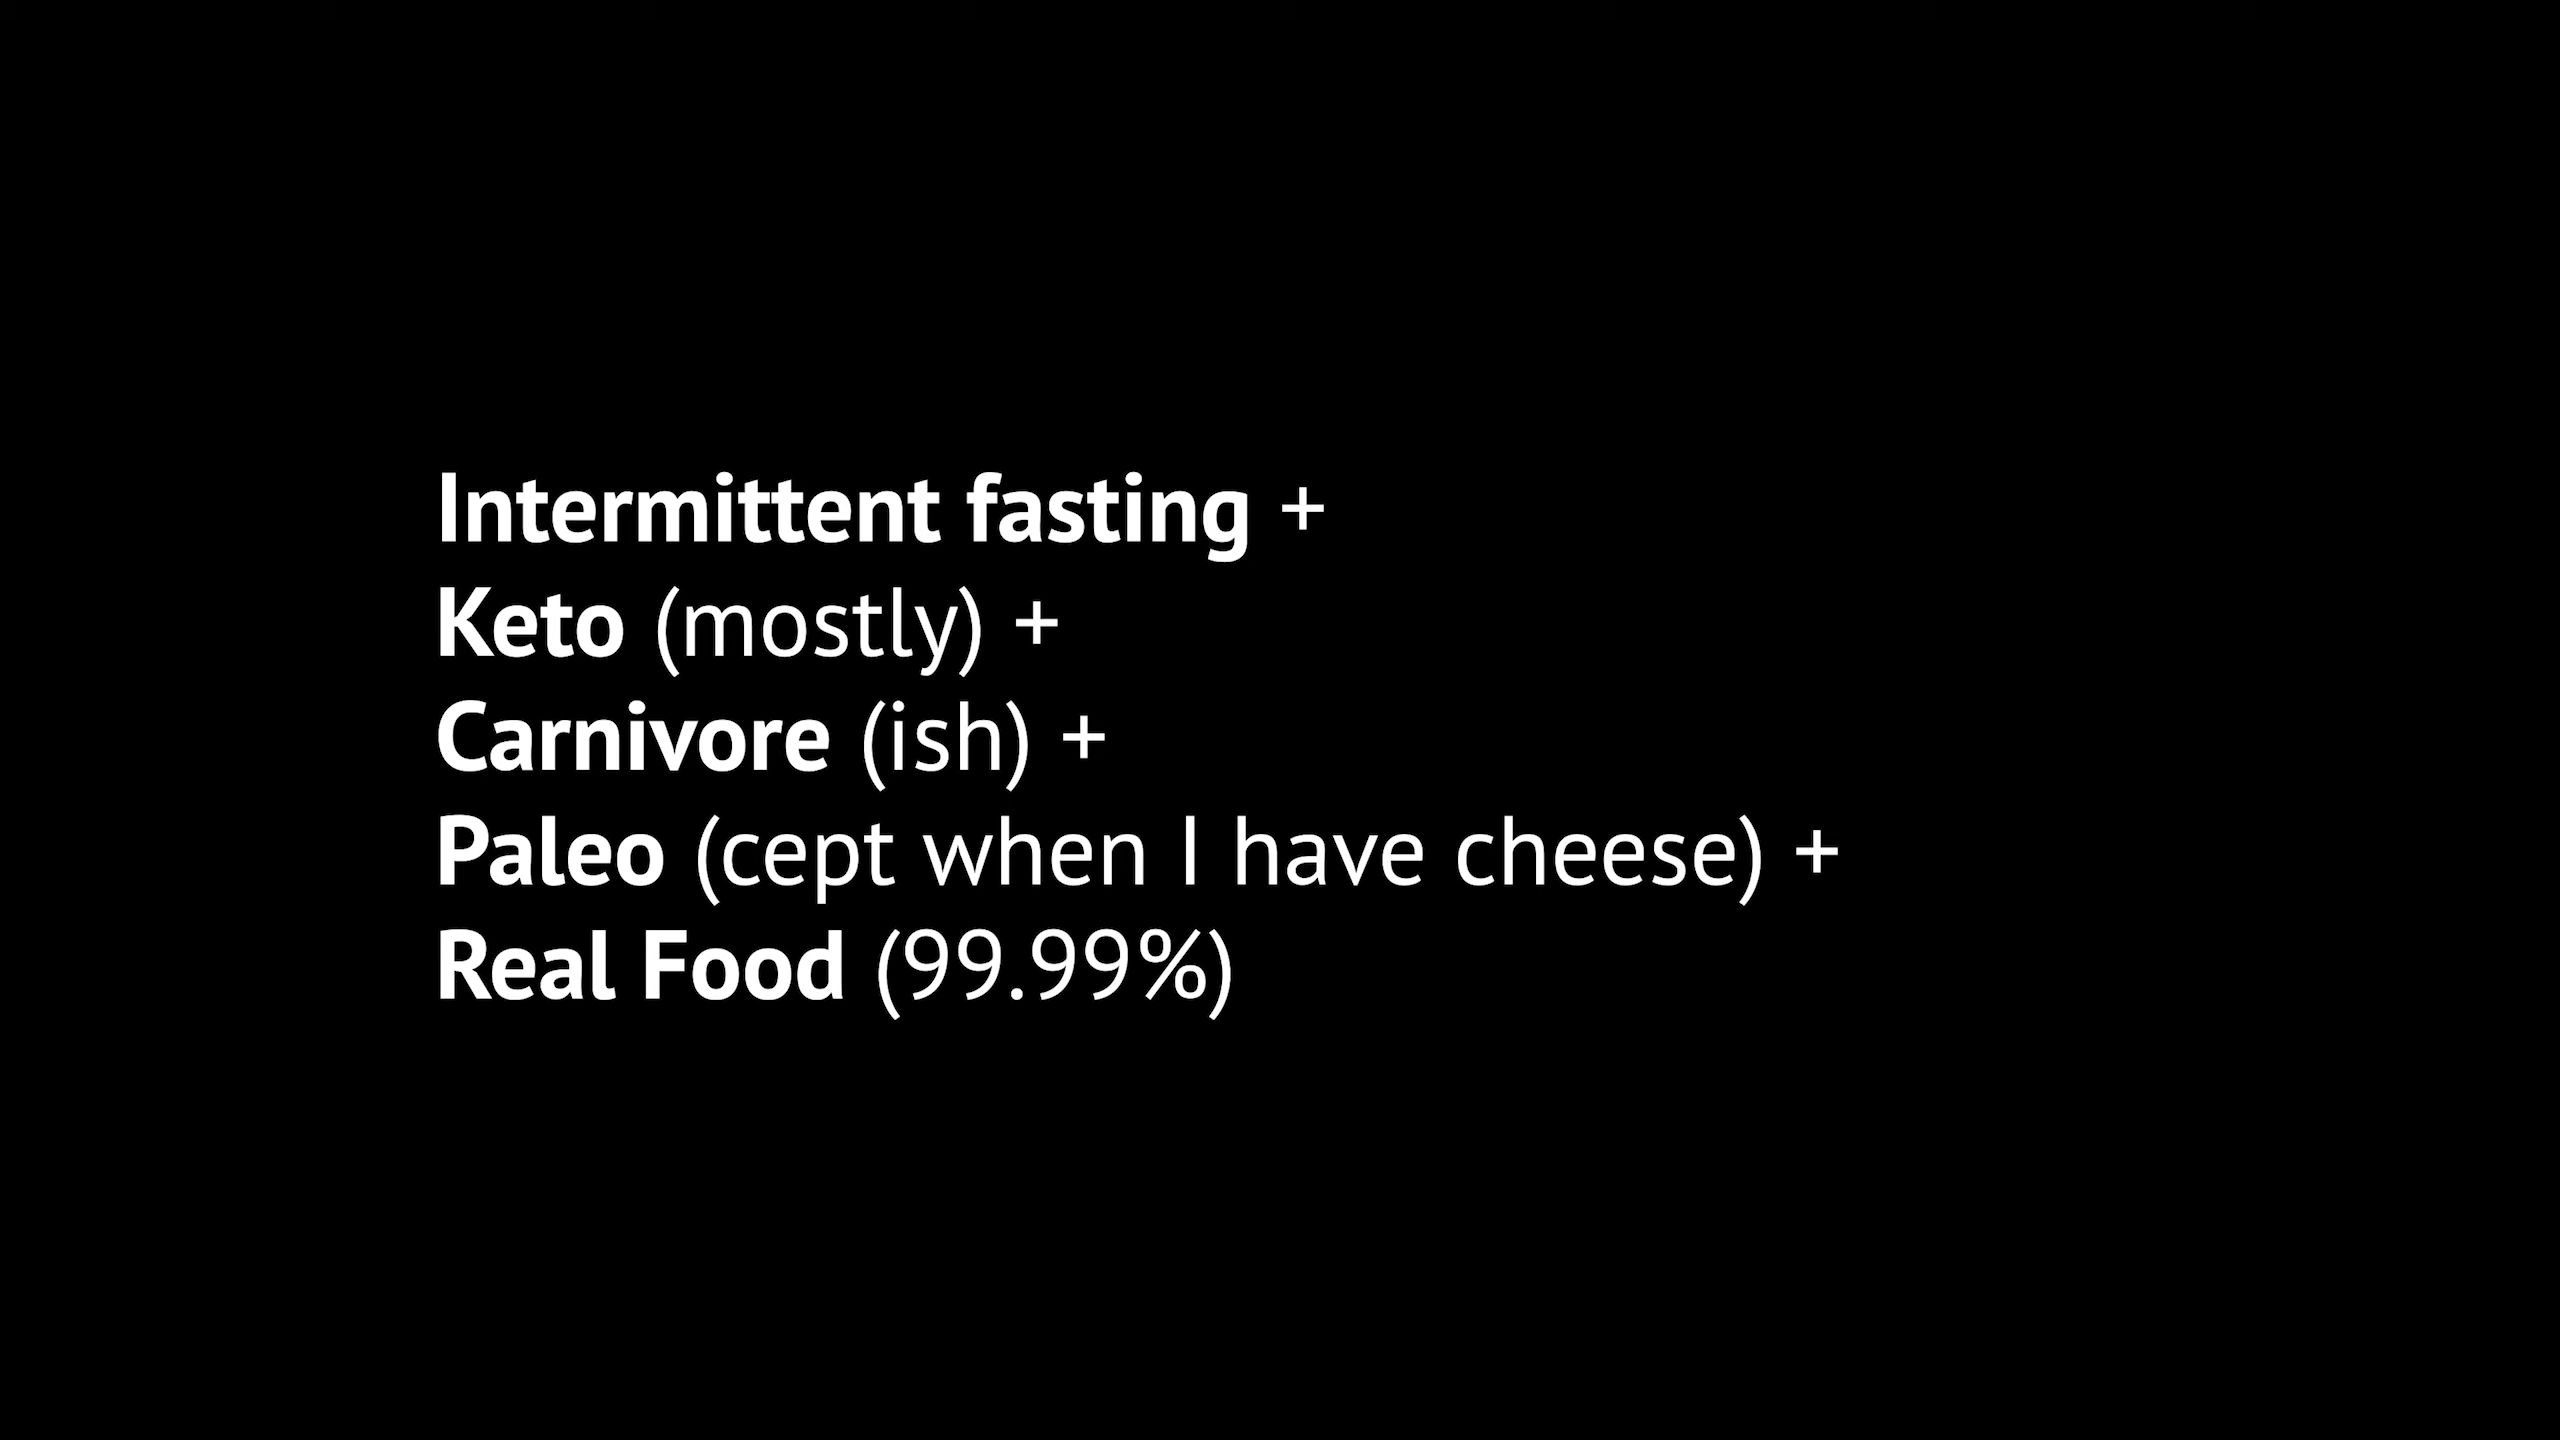 Intermittent fasting +
Keto (mostly) +
Carnivore (ish) +
Paleo (cept when I have cheese) +
Real Food (99.99%)